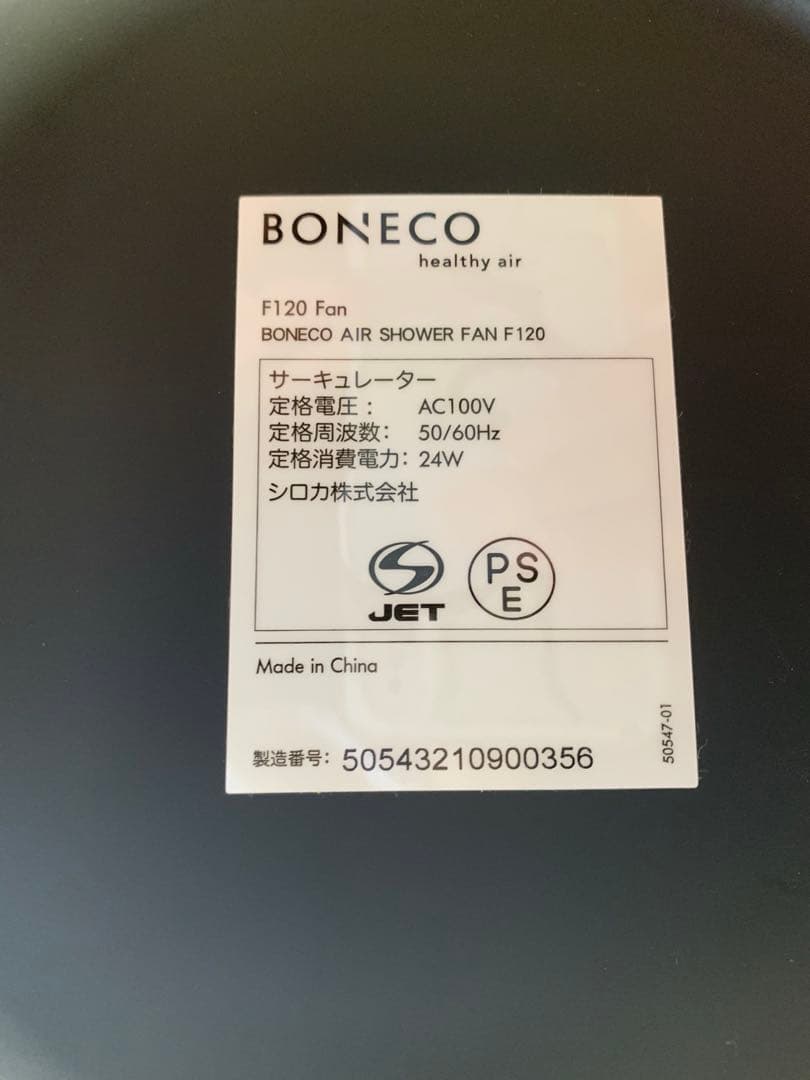 BONECO
healthy air
F120 Fan
BONECO AIR SHOWER FAN F120
サーキュレーター
定格電圧： AC100V
定格周波数： 50/60Hz
定格消費電力： 24W
シロカ株式会社
JET
PSE
Made in China
50547-01
製造番号： 50543210900356